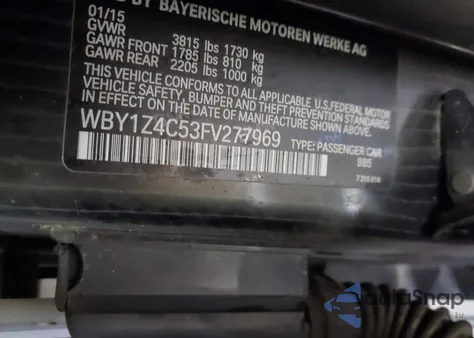 BY BAYERISCHE MOTOREN WERKE AG
01/15
GVWR 3815 lbs 1730 kg
GAWR FRONT 1785 lbs 810 kg
GAWR REAR 2205 lbs 1000 kg
THIS VEHICLE CONFORMS TO ALL APPLICABLE U.S.FEDERAL MOTOR
VEHICLE SAFETY, BUMPER AND THEFT PREVENTION STANDARDS
IN EFFECT ON THE DATE OF MANUFACTURE SHOWN ABOVE.
WBY1Z4C53FV277969 TYPE: PASSENGER CAR
B85
autoSnap
.EU